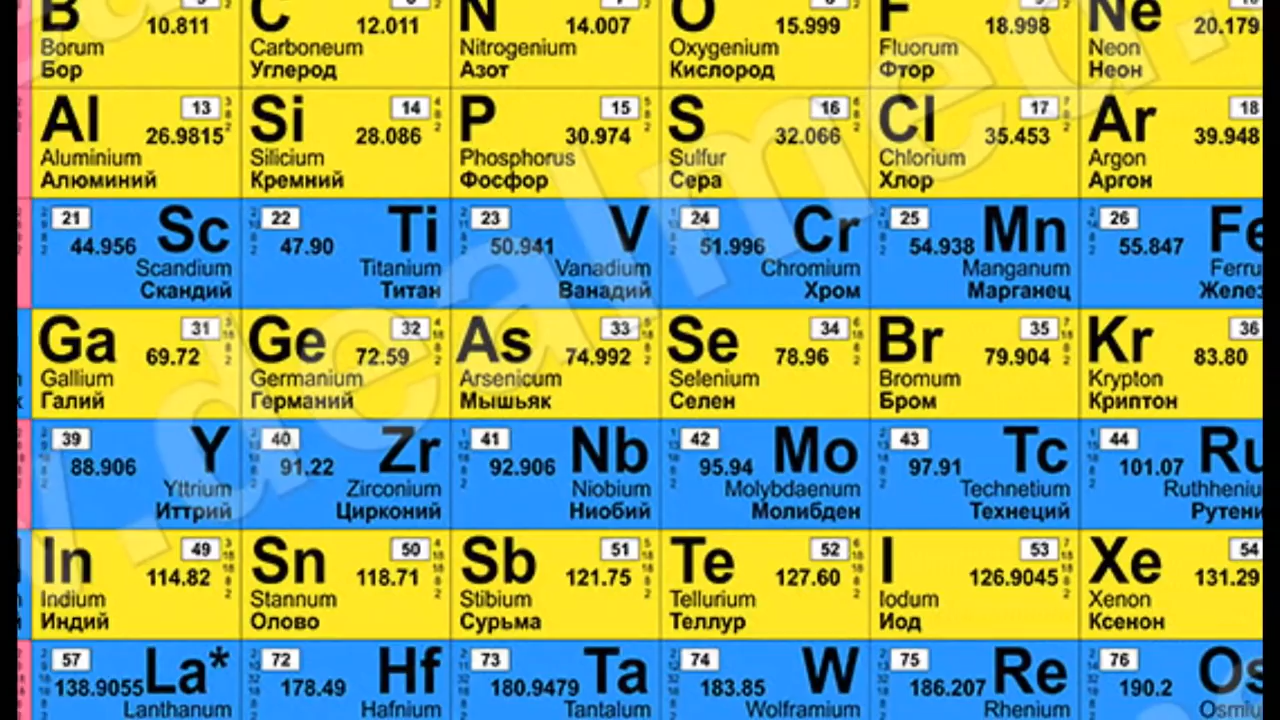 B 10.811 C 12.011 N 14.007 O 15.999 F 18.998 Ne 20.179
Borum Carboneum Nitrogenium Oxygenium Fluorum Neon
Бор Углерод Азот Кислород Фтор Неон
Al 13 Si 14 P 15 S 16 Cl 17 Ar 18
26.9815 28.086 30.974 32.066 35.453 39.948
Aluminium Silicium Phosphorus Sulfur Chlorium Argon
Алюминий Кремний Фосфор Сера Хлор Аргон
21 Sc 22 Ti 23 V 24 Cr 25 Mn 26 Fe
44.956 47.90 50.941 51.996 54.938 55.847
Scandium Titanium Vanadium Chromium Manganum Ferru
Скандий Титан Ванадий Хром Марганец Желез
Ga 31 Ge 32 As 33 Se 34 Br 35 Kr 36
69.72 72.59 74.992 78.96 79.904 83.80
Gallium Germanium Arsenicum Selenium Bromum Krypton
Галий Германий Мышьяк Селен Бром Криптон
39 Y 40 Zr 41 Nb 42 Mo 43 Tc 44 Ru
88.906 91.22 92.906 95.94 97.91 101.07
Yttrium Zirconium Niobium Molybdaenum Technetium Ruthheniu
Иттрий Цирконий Ниобий Молибден Технеций Рутени
In 49 Sn 50 Sb 51 Te 52 I 53 Xe 54
114.82 118.71 121.75 127.60 126.9045 131.29
Indium Stannum Stibium Tellurium Iodum Xenon
Индий Олово Сурьма Теллур Иод Ксенон
57 La* 72 Hf 73 Ta 74 W 75 Re 76 Os
138.9055 178.49 180.9479 183.85 186.207 190.2
Lanthanum Hafnium Tantalum Wolframium Rhenium Osmiu
.dealmed.